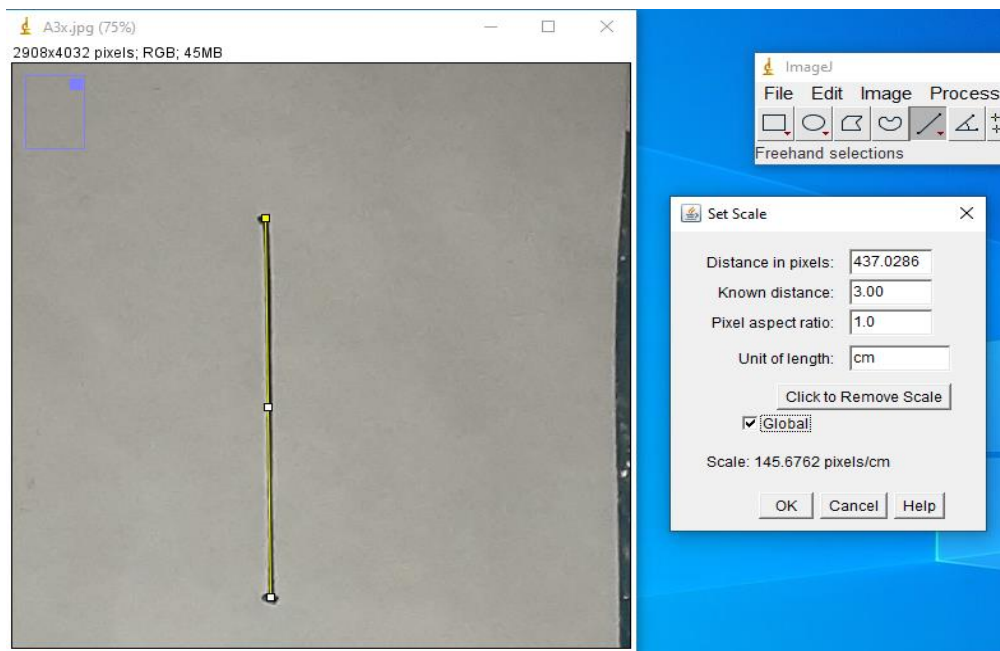 A3x.jpg (75%)
2908x4032 pixels; RGB; 45MB
ImageJ
File Edit Image Process
Freehand selections
Set Scale
Distance in pixels: 437.0286
Known distance: 3.00
Pixel aspect ratio: 1.0
Unit of length: cm
Click to Remove Scale
Global
Scale: 145.6762 pixels/cm
OK Cancel Help